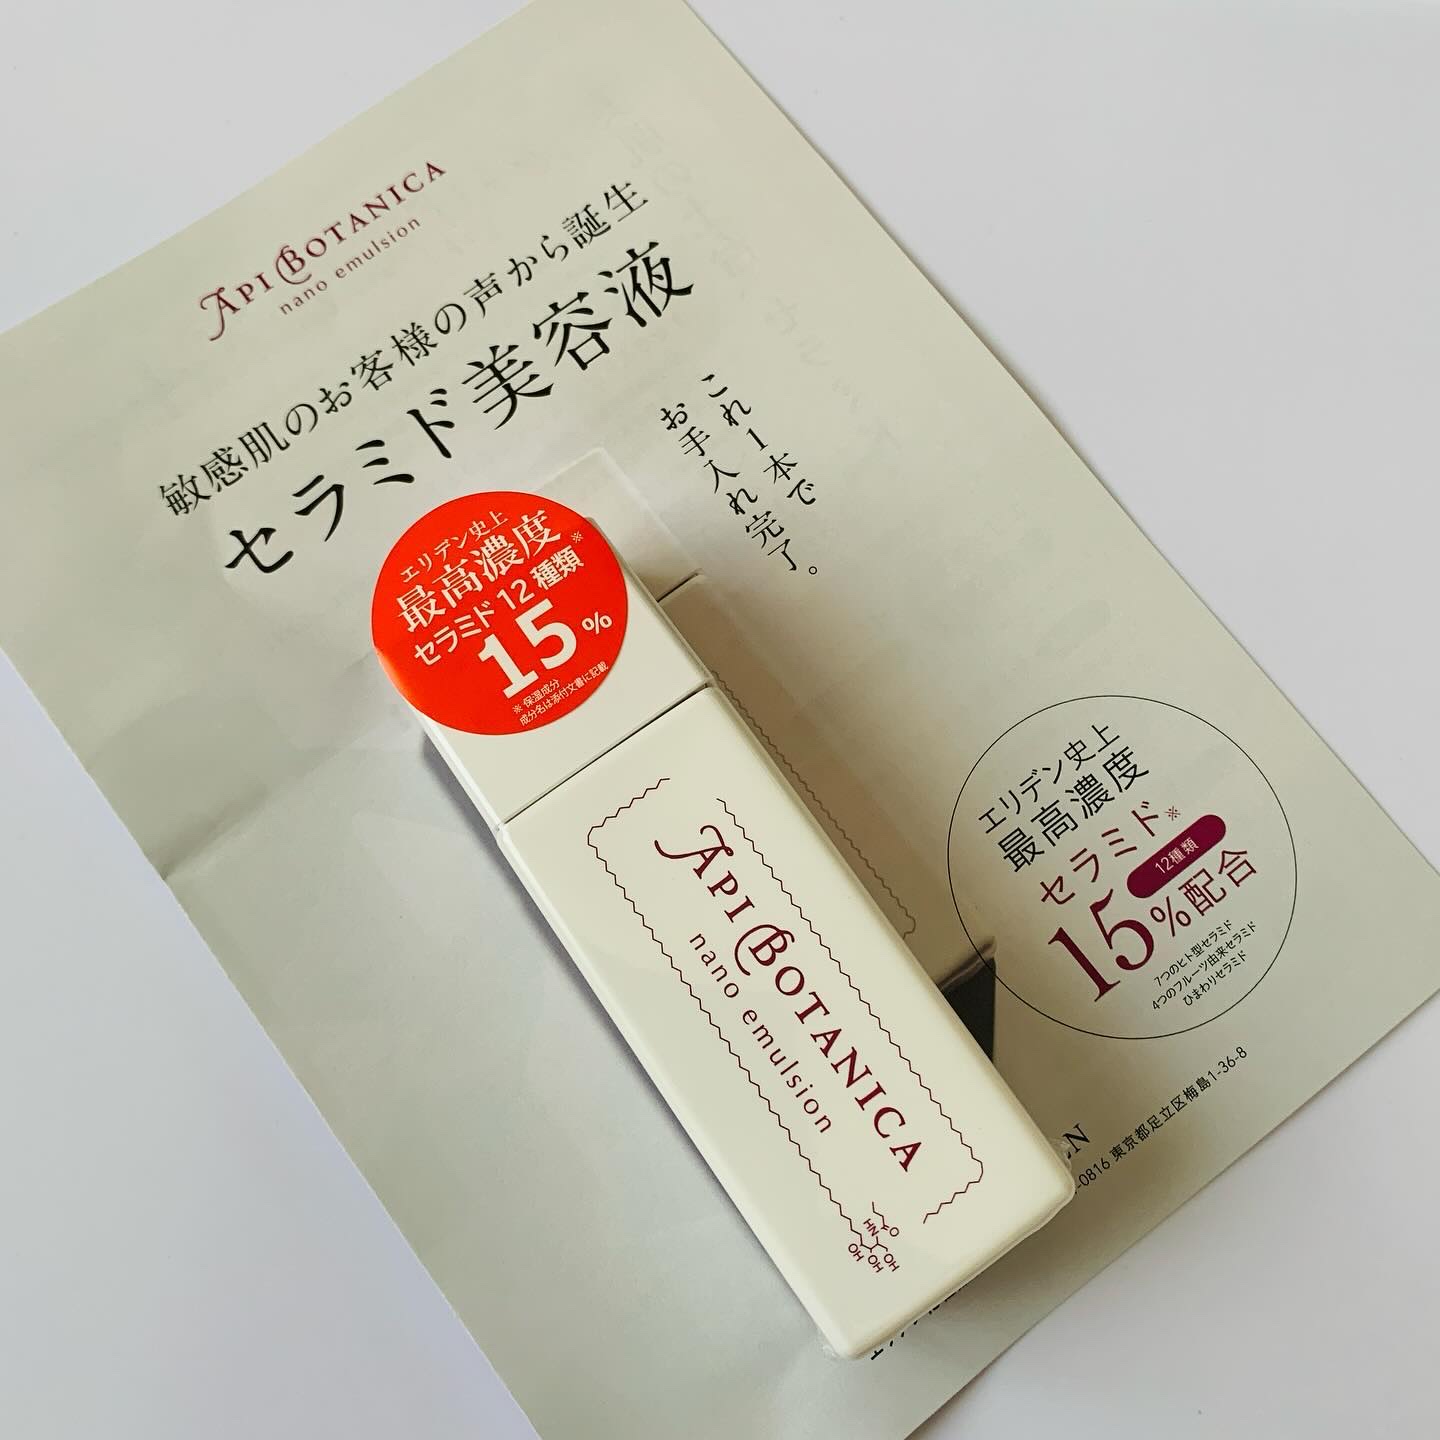 API BOTANICA
nano emulsion
敏感肌のお客様の声から誕生
セラミド美容液
これ1本で
お手入れ完了。
エリデン史上
最高濃度
セラミド12種類※
15%
※保湿成分
成分名は添付文書に記載
API BOTANICA
nano emulsion
O
NH
OH
OH
OH
エリデン史上
最高濃度
セラミド※
12種類
15%配合
7つのヒト型セラミド
4つのフルーツ由来セラミド
ひまわりセラミド
-0816 東京都足立区梅島1-36-8